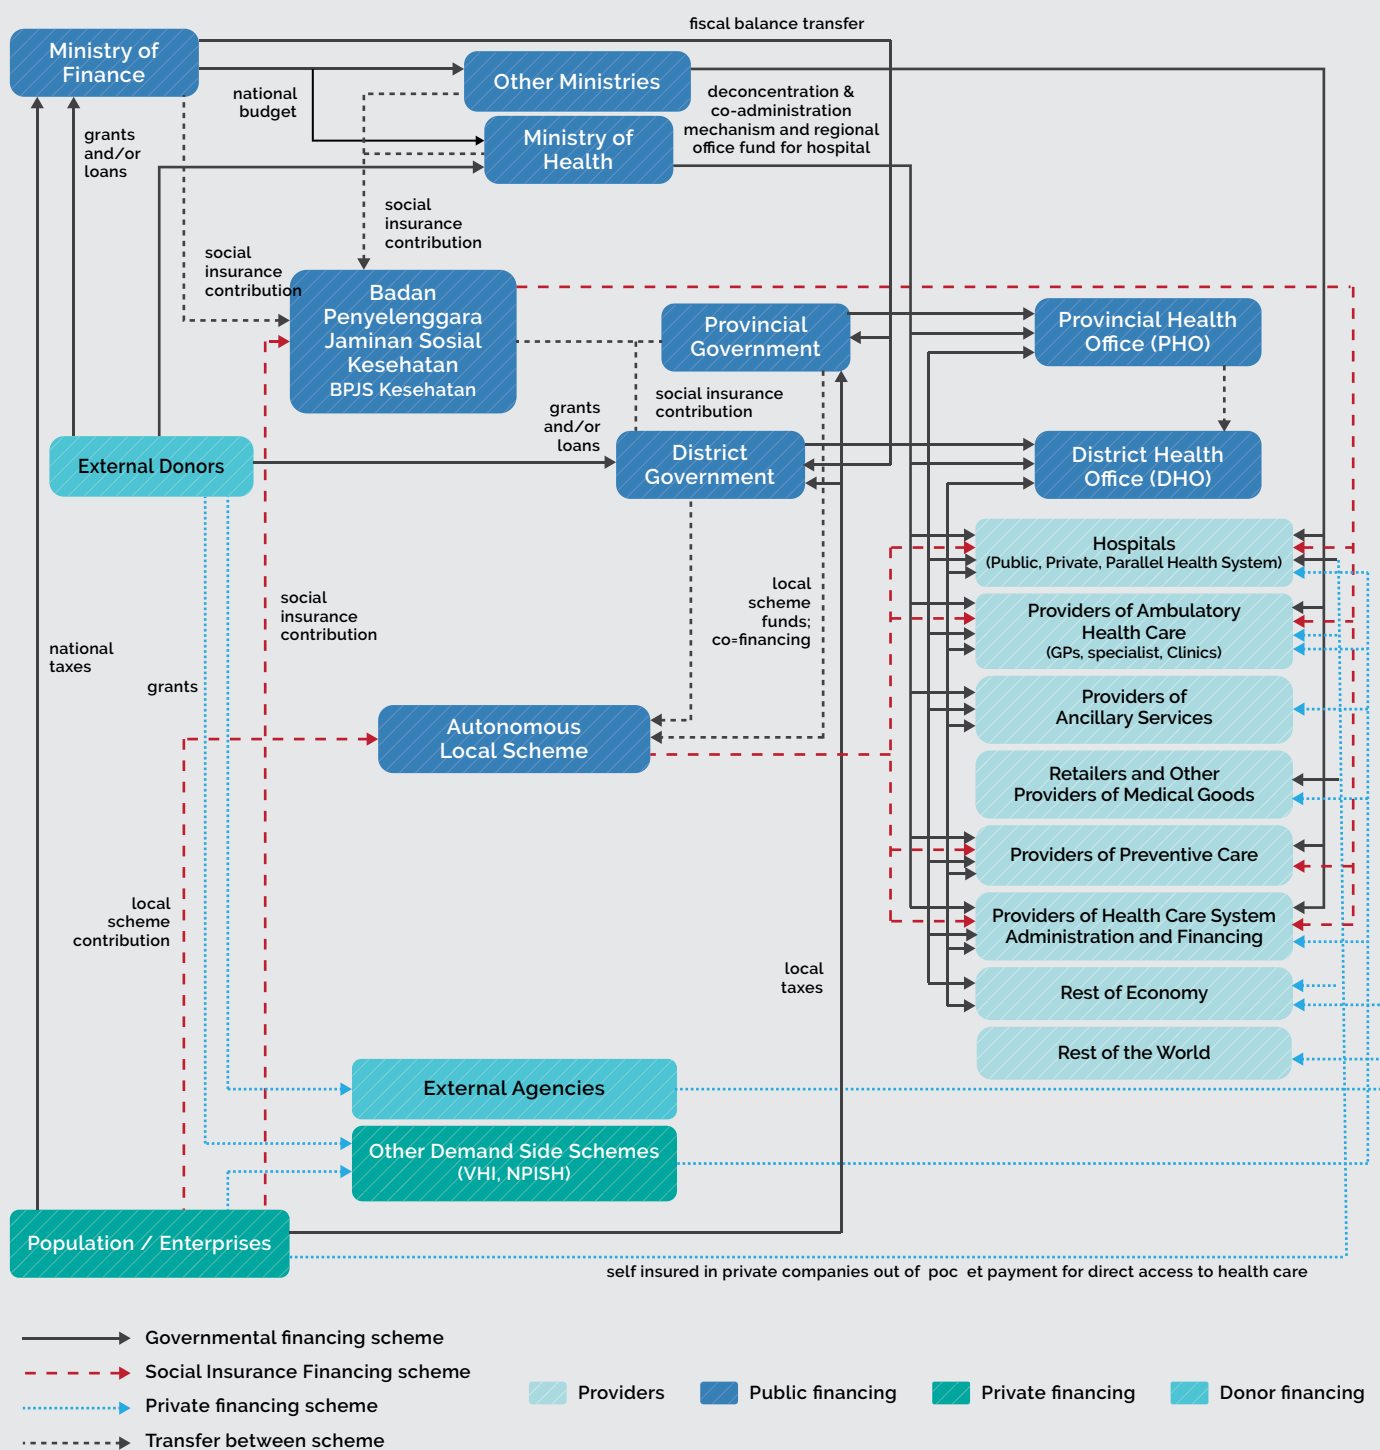 fiscal balance transfer
Ministry of
Finance
Other Ministries
national
budget
deconcentration &
co-administration
mechanism and regional
office fund for hospital
grants
and/or
loans
Ministry of
Health
social
insurance
contribution
social
insurance
contribution
Badan
Penyelenggara
Jaminan Sosial
Kesehatan
BPJS Kesehatan
Provincial
Government
Provincial Health
Office (PHO)
social insurance
contribution
grants
and/or
loans
External Donors
District
Government
District Health
Office (DHO)
Hospitals
(Public, Private, Parallel Health System)
local
scheme
funds;
co=financing
social
insurance
contribution
Providers of Ambulatory
Health Care
(GPs, specialist, Clinics)
national
taxes
grants
Providers of
Ancillary Services
Autonomous
Local Scheme
Retailers and Other
Providers of Medical Goods
Providers of Preventive Care
local
scheme
contribution
Providers of Health Care System
Administration and Financing
local
taxes
Rest of Economy
Rest of the World
External Agencies
Other Demand Side Schemes
(VHI, NPISH)
Population / Enterprises
self insured in private companies out of poc et payment for direct access to health care
Governmental financing scheme
Social Insurance Financing scheme
Private financing scheme
Transfer between scheme
Providers
Public financing
Private financing
Donor financing